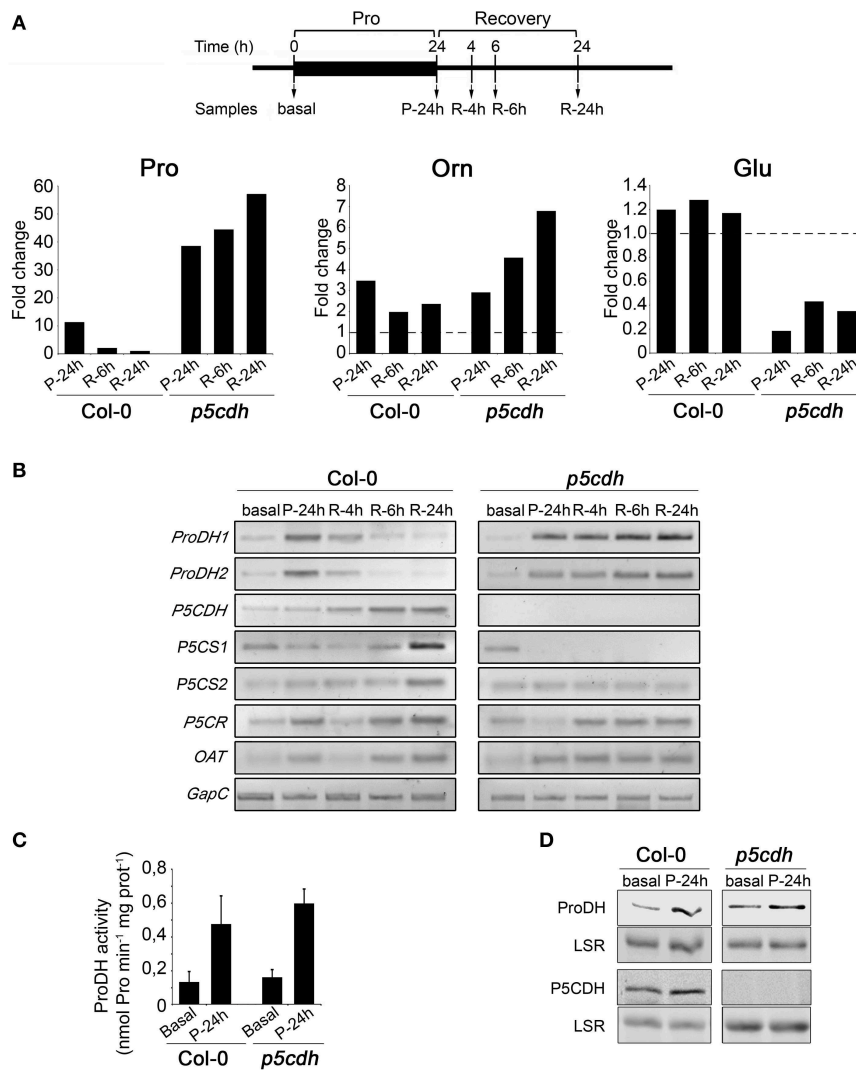 A
Pro Recovery
Time (h) 0 24 4 6 24
Samples basal P-24h R-4h R-6h R-24h
Pro
Fold change
60
50
40
30
20
10
0
P-24h R-6h R-24h P-24h R-6h R-24h
Col-0 p5cdh
Orn
Fold change
8
7
6
5
4
3
2
1
0
P-24h R-6h R-24h P-24h R-6h R-24h
Col-0 p5cdh
Glu
Fold change
1.4
1.2
1.0
0.8
0.6
0.4
0.2
0
P-24h R-6h R-24h P-24h R-6h R-24h
Col-0 p5cdh
B
Col-0 p5cdh
basal P-24h R-4h R-6h R-24h basal P-24h R-4h R-6h R-24h
ProDH1
ProDH2
P5CDH
P5CS1
P5CS2
P5CR
OAT
GapC
C
ProDH activity
(nmol Pro min-1 mg prot-1)
0,8
0,6
0,4
0,2
0
Basal P-24h Basal P-24h
Col-0 p5cdh
D
Col-0 p5cdh
basal P-24h basal P-24h
ProDH
LSR
P5CDH
LSR